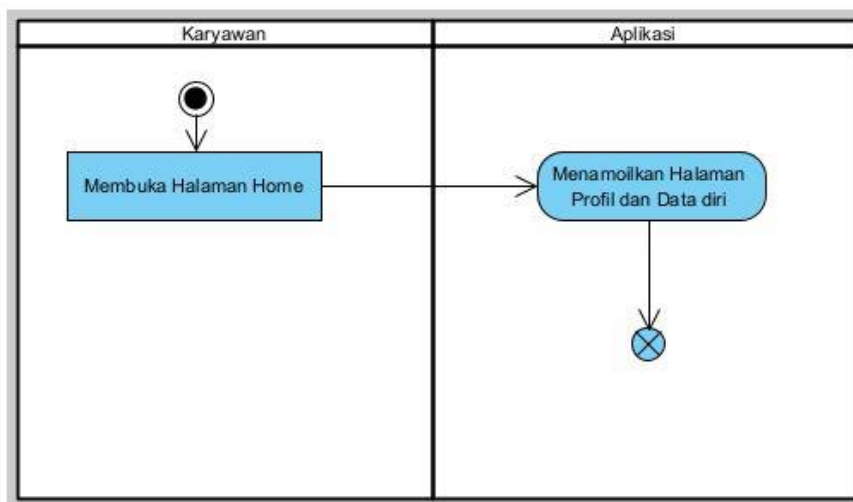 Karyawan
Aplikasi
Membuka Halaman Home
Menamoilkan Halaman
Profil dan Data diri